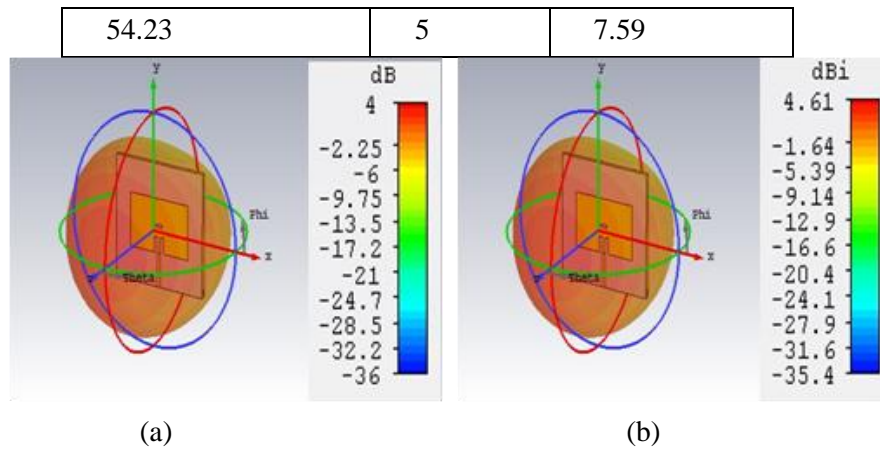 54.23 5 7.59
y
dB
4
-2.25
-6
-9.75
-13.5
-17.2
-21
-24.7
-28.5
-32.2
-36
Phi
x
Theta
y
dBi
4.61
-1.64
-5.39
-9.14
-12.9
-16.6
-20.4
-24.1
-27.9
-31.6
-35.4
Phi
x
Theta
(a) (b)